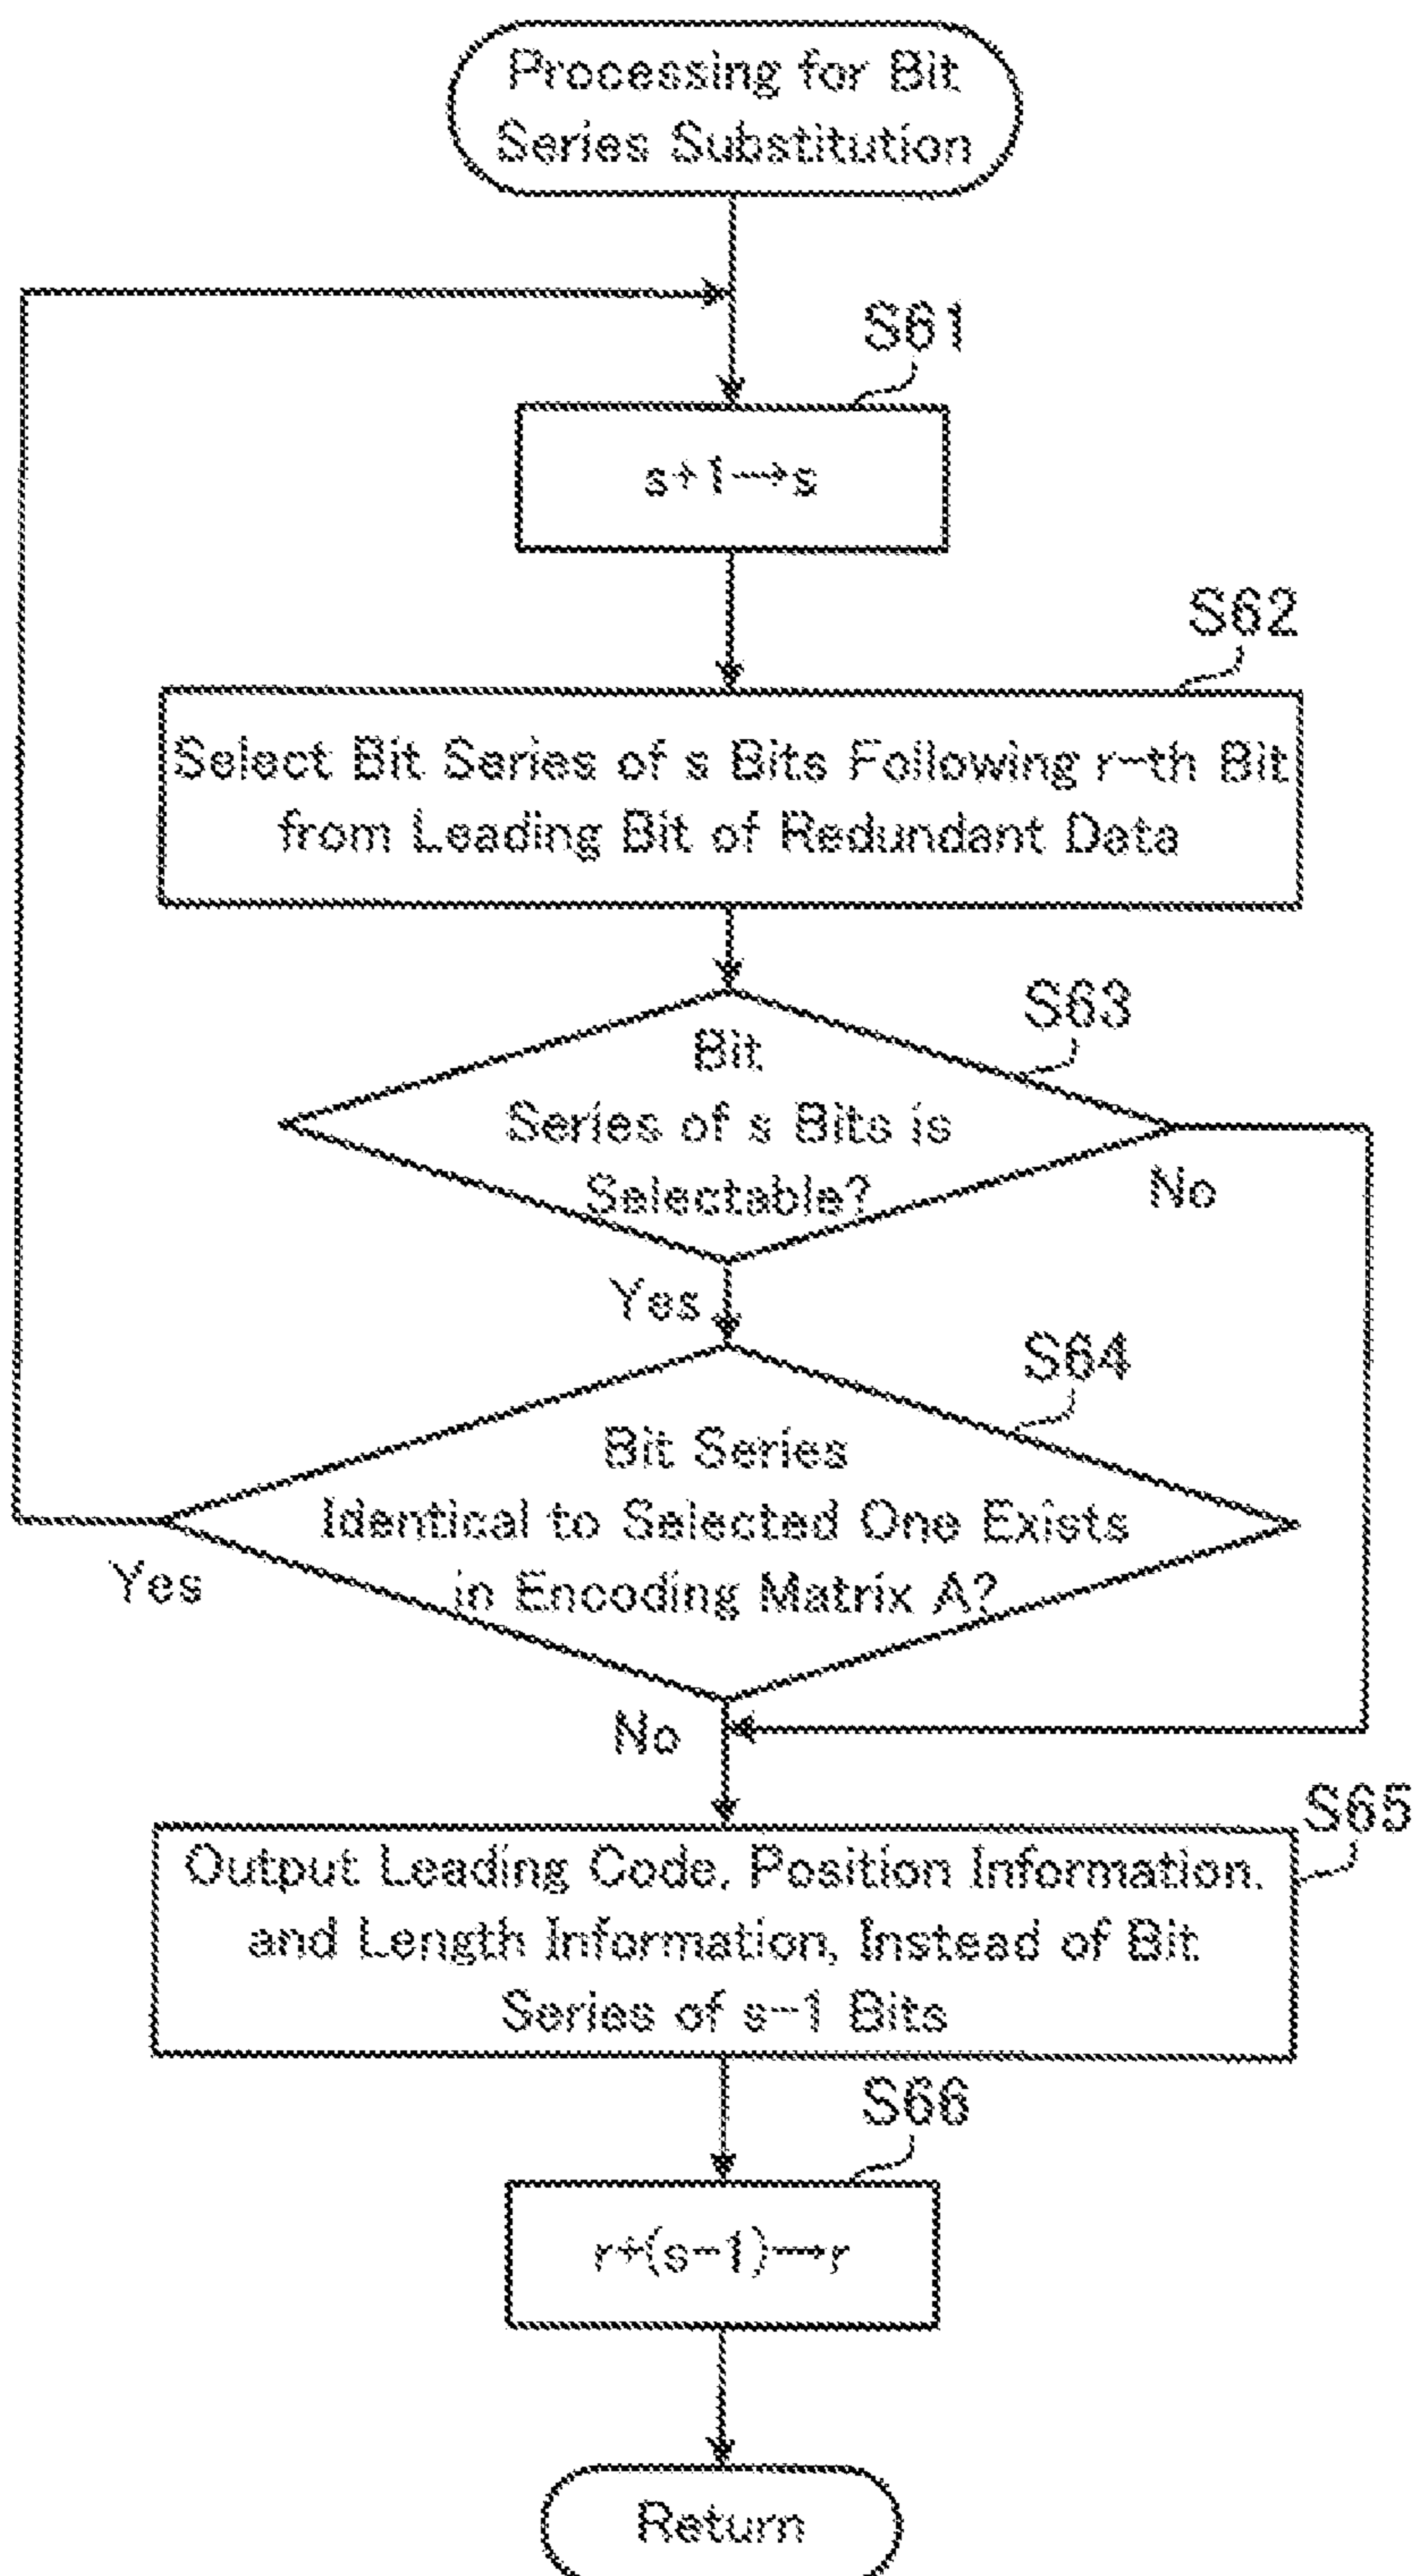 Processing for Bit
Series Substitution
S61
s+1→s
S62
Select Bit Series of s Bits Following r-th Bit
from Leading Bit of Redundant Data
S63
Bit
Series of s Bits is
Selectable?
No
Yes
S64
Bit Series
Identical to Selected One Exists
in Encoding Matrix A?
Yes
No
S65
Output Leading Code, Position Information,
and Length Information, Instead of Bit
Series of s-1 Bits
S66
r+(s-1)→r
Return